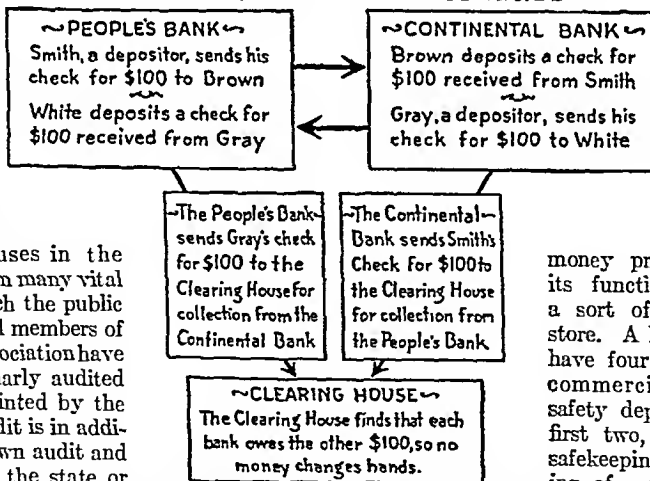 PEOPLE'S BANK
Smith, a depositor, sends his
check for $100 to Brown
White deposits a check for
$100 received from Gray
CONTINENTAL BANK
Brown deposits a check for
$100 received from Smith
Gray, a depositor, sends his
check for $100 to White
The People's Bank
sends Gray's check
for $100 to the
Clearing House for
collection from the
Continental Bank
The Continental
Bank sends Smith's
Check for $100 to
the Clearing House
for collection from
the People's Bank
CLEARING HOUSE
The Clearing House finds that each
bank owes the other $100, so no
money changes hands.
uses in the
many vital
the public
members of
sociation have
arly audited
inted by the
dit is in addi-
wn audit and
the state or
money pr
its functi
a sort of
store. A
have four
commerci
safety dep
first two,
safekeepin
ing of